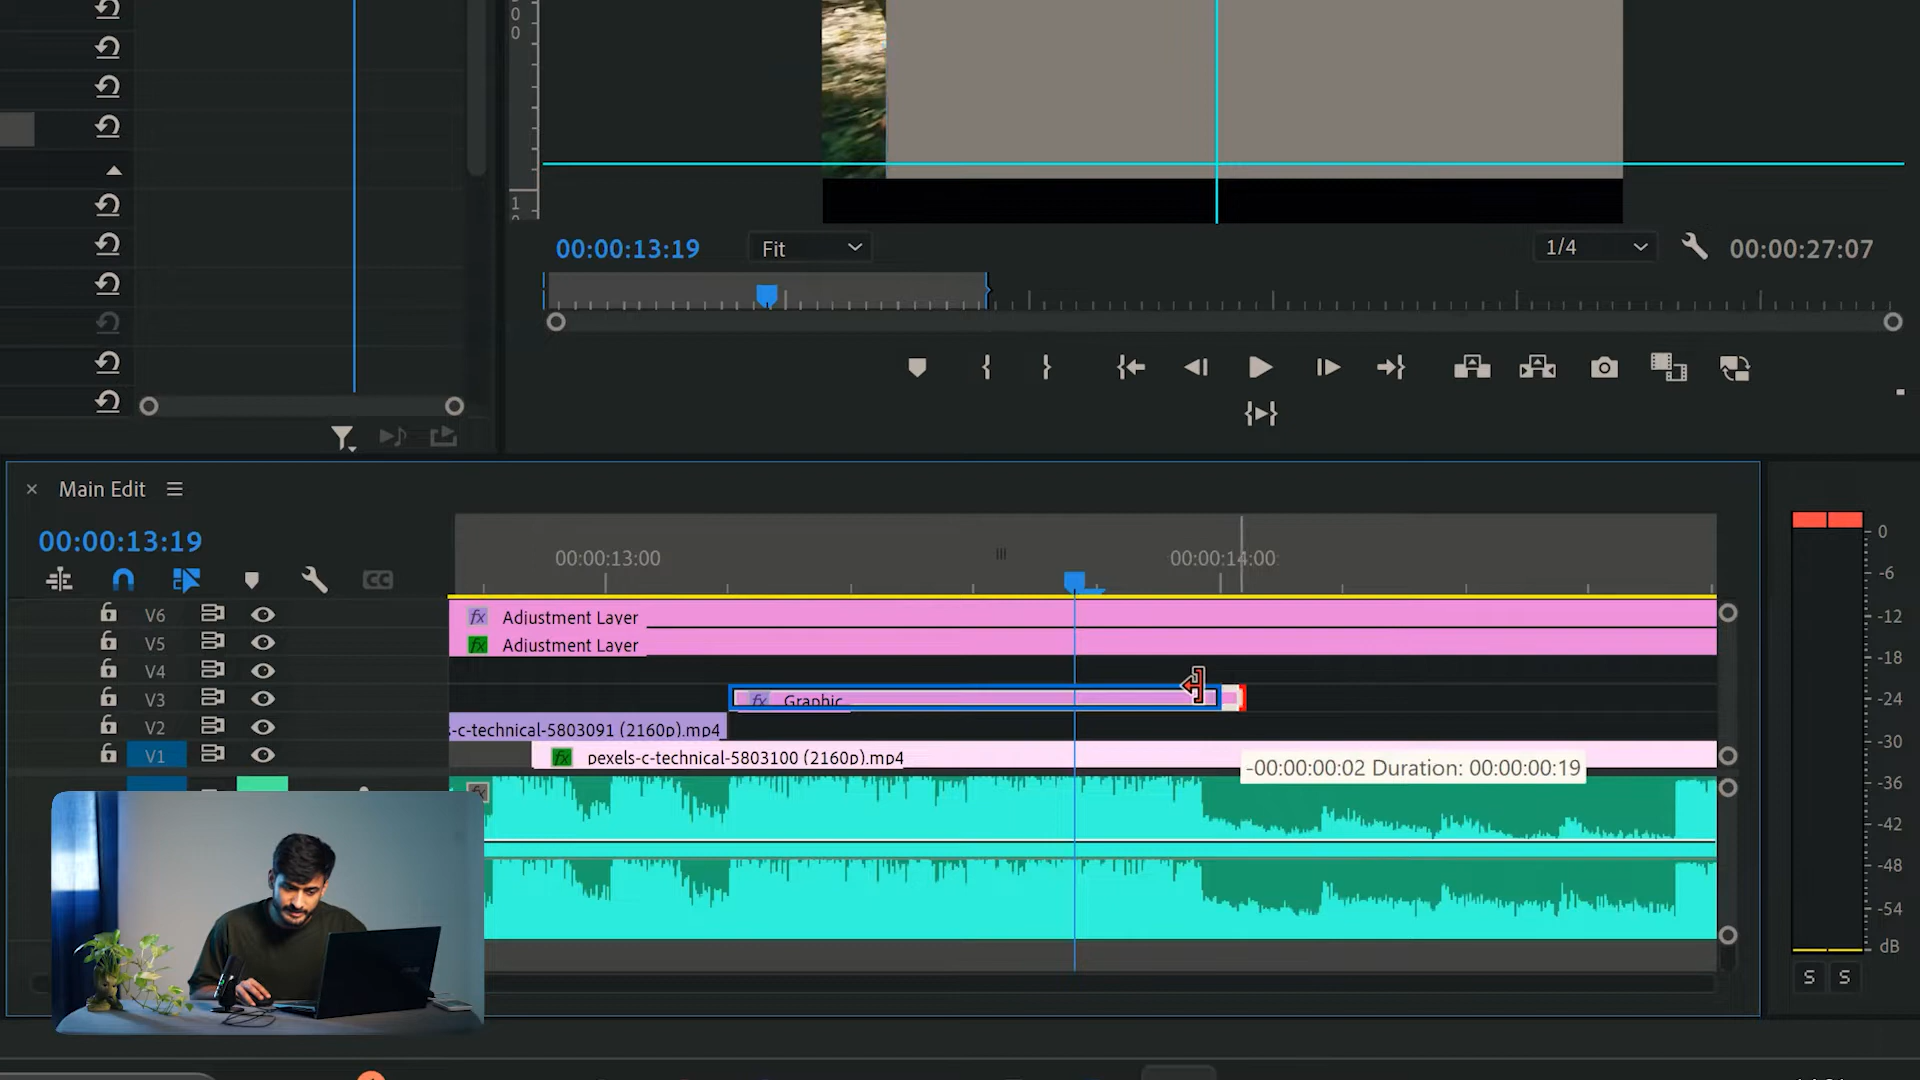 00
1
00:00:13:19
Fit
1/4
00:00:27:07
Main Edit
00:00:13:19
00:00:13:00
00:00:14:00
CC
V6
fx Adjustment Layer
V5
fx Adjustment Layer
V4
V3
fx Graphic
V2
-c-technical-5803091 (2160p).mp4
V1
fx pexels-c-technical-5803100 (2160p).mp4
-00:00:00:02 Duration: 00:00:00:19
fx
0
-6
-12
-18
-24
-30
-36
-42
-48
-54
dB
S S